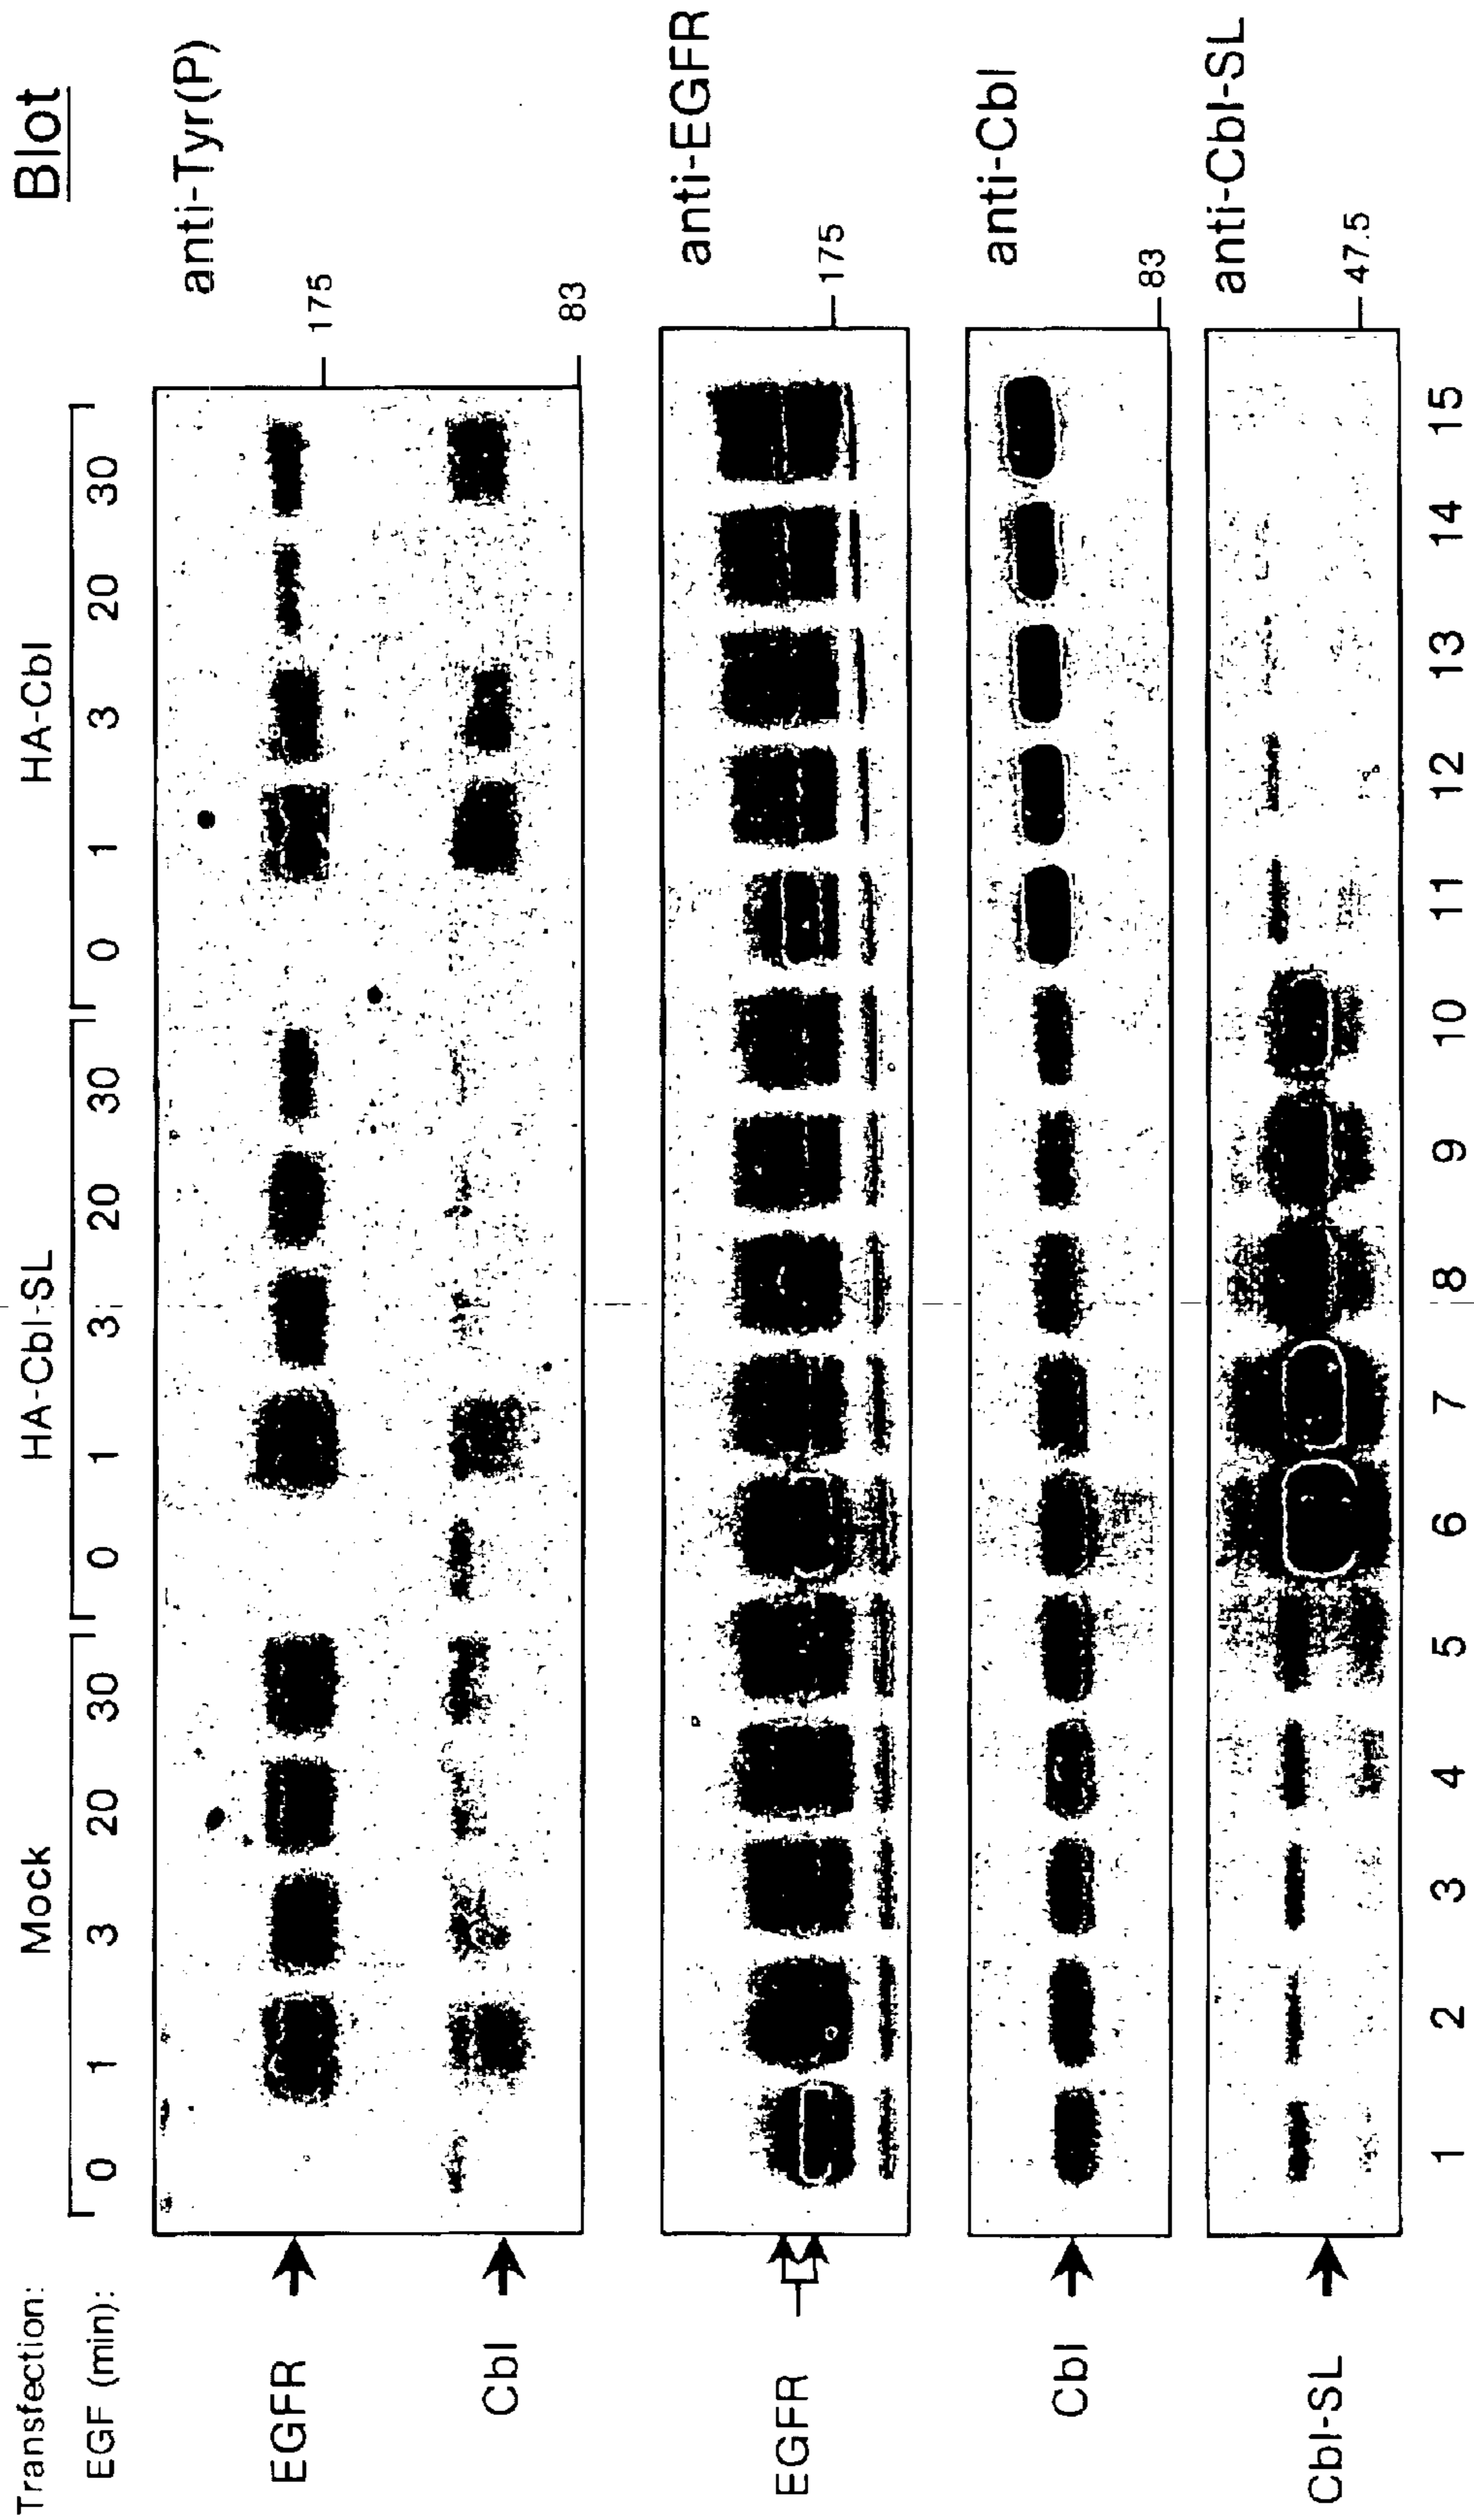 Blot
Transfection: Mock HA-Cbl-SL HA-Cbl
EGF (min): 0 1 3 20 30 0 1 3 20 30 0 1 3 20 30
anti-Tyr(P)
EGFR
175
Cbl
83
anti-EGFR
EGFR
175
anti-Cbl
Cbl
83
anti-Cbl-SL
Cbl-SL
47.5
1 2 3 4 5 6 7 8 9 10 11 12 13 14 15